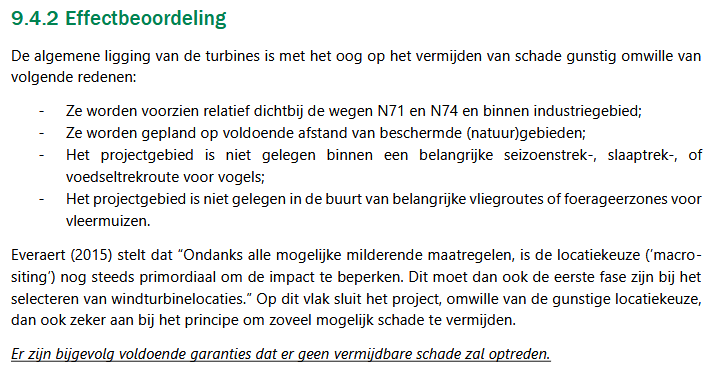 9.4.2 Effectbeoordeling
De algemene ligging van de turbines is met het oog op het vermijden van schade gunstig omwille van
volgende redenen:
- Ze worden voorzien relatief dichtbij de wegen N71 en N74 en binnen industriegebied;
- Ze worden gepland op voldoende afstand van beschermde (natuur)gebieden;
- Het projectgebied is niet gelegen binnen een belangrijke seizoenstrek-, slaaptrek-, of
voedseltrekroute voor vogels;
- Het projectgebied is niet gelegen in de buurt van belangrijke vliegroutes of foerageerzones voor
vleermuizen.
Everaert (2015) stelt dat “Ondanks alle mogelijke milderende maatregelen, is de locatiekeuze (‘macro-
siting’) nog steeds primordiaal om de impact te beperken. Dit moet dan ook de eerste fase zijn bij het
selecteren van windturbinelocaties.” Op dit vlak sluit het project, omwille van de gunstige locatiekeuze,
dan ook zeker aan bij het principe om zoveel mogelijk schade te vermijden.
Er zijn bijgevolg voldoende garanties dat er geen vermijdbare schade zal optreden.